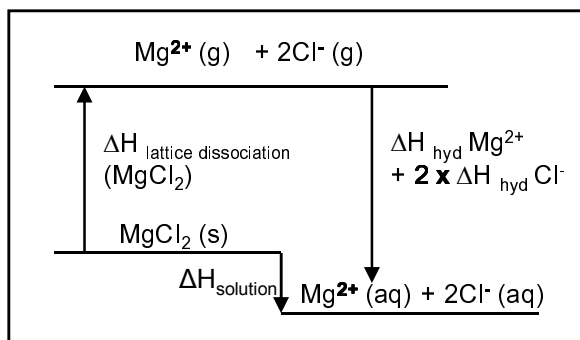 Mg²⁺ (g) + 2Cl⁻ (g)
ΔH lattice dissociation
(MgCl₂)
ΔH hyd Mg²⁺
+ 2 x ΔH hyd Cl⁻
MgCl₂ (s)
ΔHsolution
Mg²⁺ (aq) + 2Cl⁻ (aq)